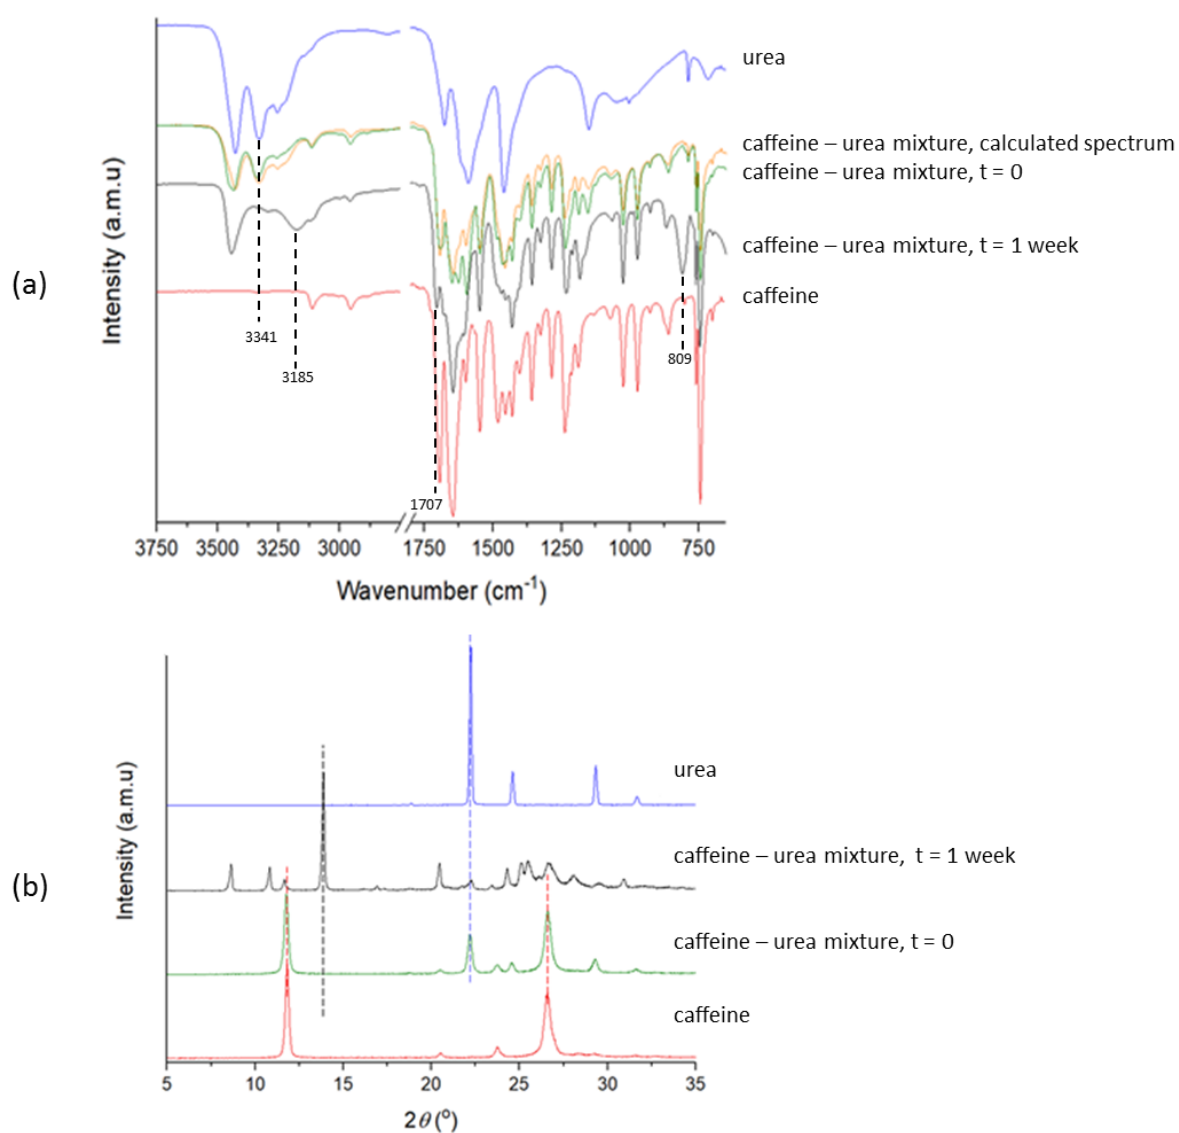 (a)
Intensity (a.m.u)
urea
caffeine – urea mixture, calculated spectrum
caffeine – urea mixture, t = 0
caffeine – urea mixture, t = 1 week
caffeine
3341
3185
809
1707
3750 3500 3250 3000 1750 1500 1250 1000 750
Wavenumber (cm-1)
(b)
Intensity (a.m.u)
urea
caffeine – urea mixture, t = 1 week
caffeine – urea mixture, t = 0
caffeine
5 10 15 20 25 30 35
2θ (°)